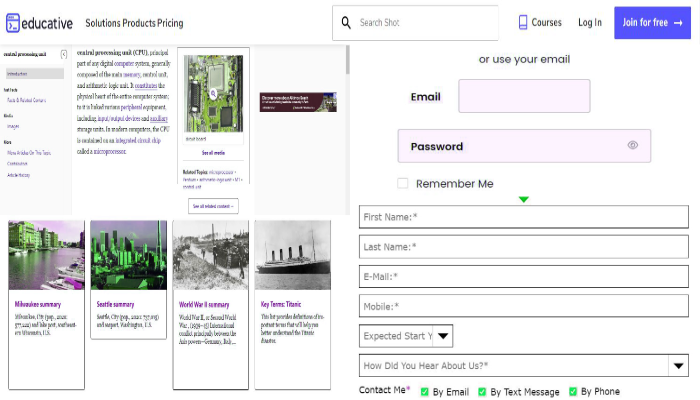 educative
Solutions Products Pricing
Search Shot
Courses
Log In
Join for free →
central processing unit
Introduction
Fast Facts
Facts & Related Content
Media
Images
More
More Articles On This Topic
Contributors
Article History
central processing unit (CPU), principal
part of any digital computer system, generally
composed of the main memory, control unit,
and arithmetic-logic unit. It constitutes the
physical heart of the entire computer system;
to it is linked various peripheral equipment,
including input/output devices and auxiliary
storage units. In modern computers, the CPU
is contained on an integrated circuit chip
called a microprocessor.
circuit board
See all media
Related Topics: microprocessor •
See all related content →
or use your email
Email
Password
Remember Me
First Name:*
Last Name:*
E-Mail:*
Mobile:*
Expected Start Y
How Did You Hear About Us?*
Contact Me* By Email By Text Message By Phone
Milwaukee summary
Milwaukee, City (pop., 2020:
577,222) and lake port, southeast-
ern Wisconsin, U.S.
Seattle summary
Seattle, City (pop., 2020: 737,015)
and seaport, Washington, U.S.
World War II summary
World War II, or Second World
War, (1939–45) International
conflict principally between the
Axis powers—Germany, Italy,...
Key Terms: Titanic
This list provides definitions of im-
portant terms that will help you
better understand the Titanic
disaster.